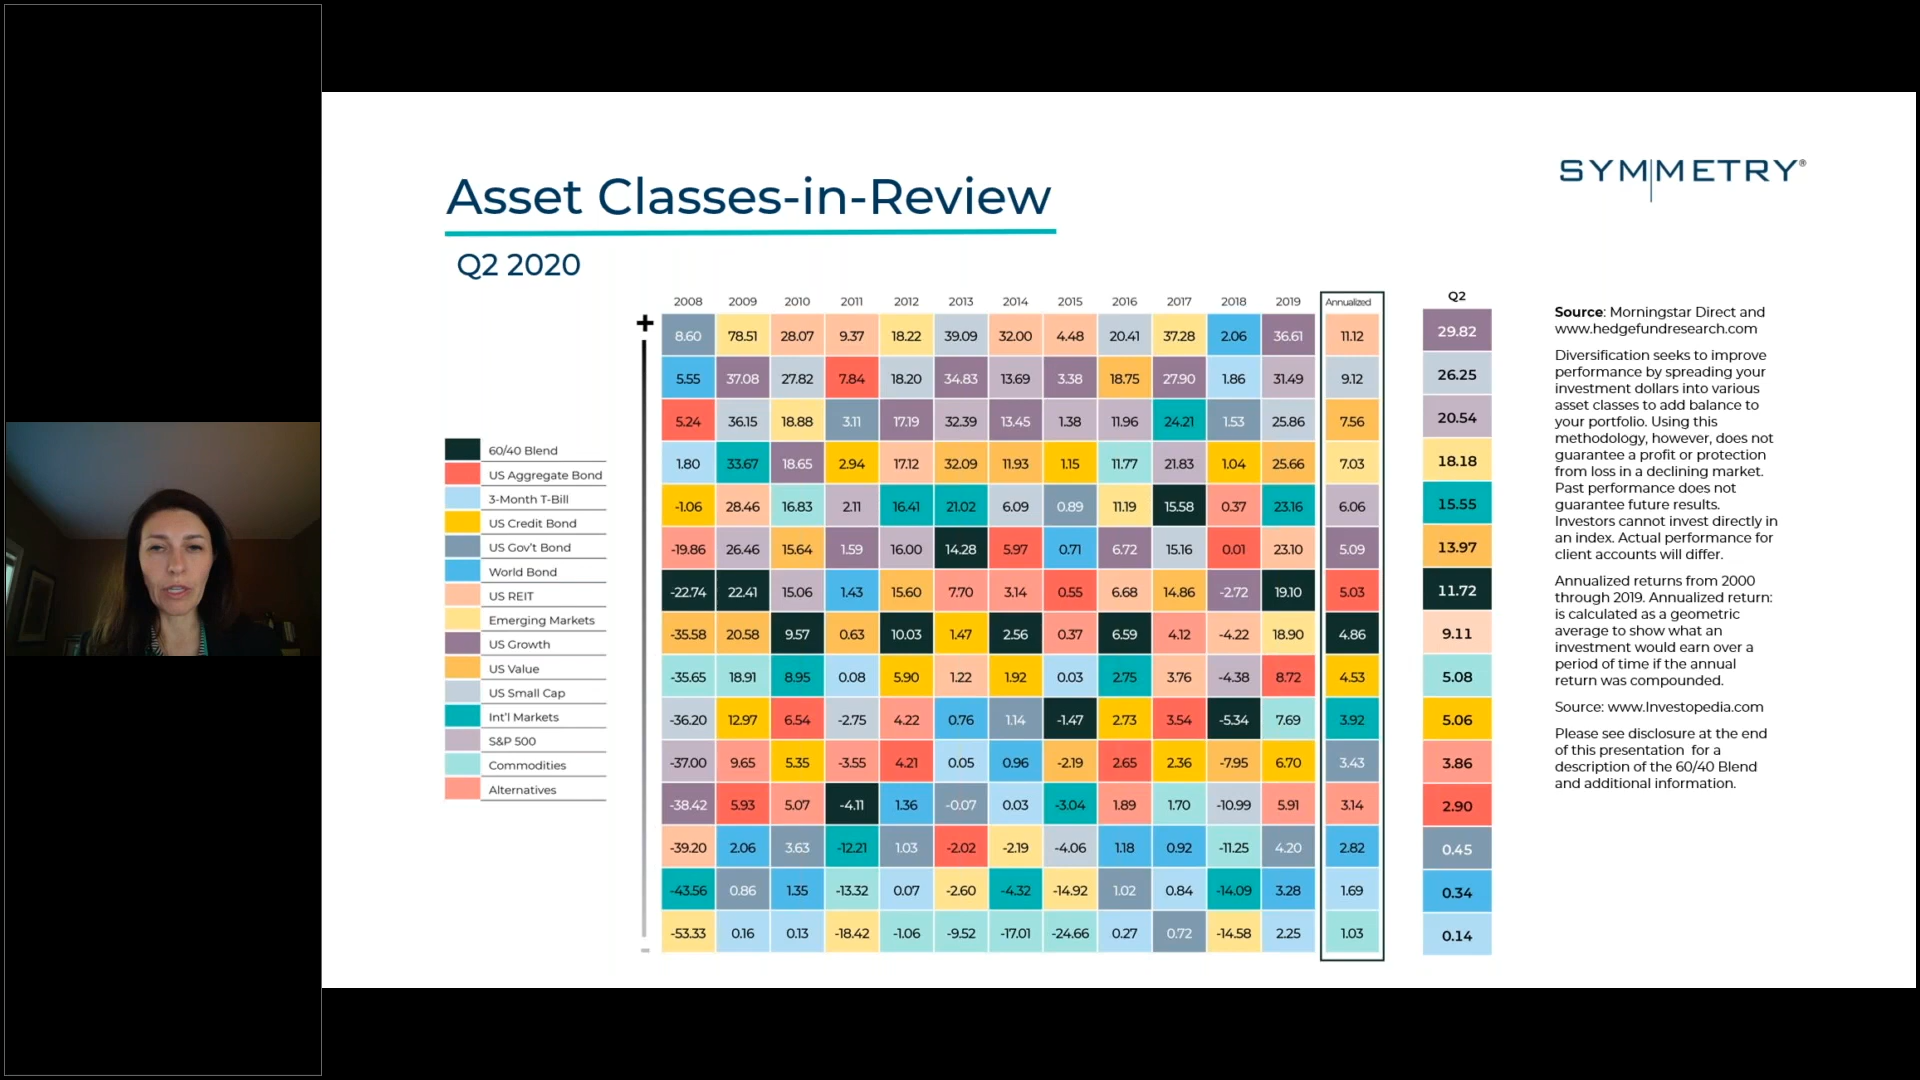 SYMMETRY®
Asset Classes-in-Review
Q2 2020
2008 2009 2010 2011 2012 2013 2014 2015 2016 2017 2018 2019 Annualized Q2
+
8.60 78.51 28.07 9.37 18.22 39.09 32.00 4.48 20.41 37.28 2.06 36.61 11.12 29.82
5.55 37.08 27.82 7.84 18.20 34.83 13.69 3.38 18.75 27.90 1.86 31.49 9.12 26.25
5.24 36.15 18.88 3.11 17.19 32.39 13.45 1.38 11.96 24.21 1.53 25.86 7.56 20.54
1.80 33.67 18.65 2.94 17.12 32.09 11.93 1.15 11.77 21.83 1.04 25.66 7.03 18.18
-1.06 28.46 16.83 2.11 16.41 21.02 6.09 0.89 11.19 15.58 0.37 23.16 6.06 15.55
-19.86 26.46 15.64 1.59 16.00 14.28 5.97 0.71 6.72 15.16 0.01 23.10 5.09 13.97
-22.74 22.41 15.06 1.43 15.60 7.70 3.14 0.55 6.68 14.86 -2.72 19.10 5.03 11.72
-35.58 20.58 9.57 0.63 10.03 1.47 2.56 0.37 6.59 4.12 -4.22 18.90 4.86 9.11
-35.65 18.91 8.95 0.08 5.90 1.22 1.92 0.03 2.75 3.76 -4.38 8.72 4.53 5.08
-36.20 12.97 6.54 -2.75 4.22 0.76 1.14 -1.47 2.73 3.54 -5.34 7.69 3.92 5.06
-37.00 9.65 5.35 -3.55 4.21 0.05 0.96 -2.19 2.65 2.36 -7.95 6.70 3.43 3.86
-38.42 5.93 5.07 -4.11 1.36 -0.07 0.03 -3.04 1.89 1.70 -10.99 5.91 3.14 2.90
-39.20 2.06 3.63 -12.21 1.03 -2.02 -2.19 -4.06 1.18 0.92 -11.25 4.20 2.82 0.45
-43.56 0.86 1.35 -13.32 0.07 -2.60 -4.32 -14.92 1.02 0.84 -14.09 3.28 1.69 0.34
-53.33 0.16 0.13 -18.42 -1.06 -9.52 -17.01 -24.66 0.27 0.72 -14.58 2.25 1.03 0.14
-
60/40 Blend
US Aggregate Bond
3-Month T-Bill
US Credit Bond
US Gov't Bond
World Bond
US REIT
Emerging Markets
US Growth
US Value
US Small Cap
Int'l Markets
S&P 500
Commodities
Alternatives
Source: Morningstar Direct and
www.hedgefundresearch.com
Diversification seeks to improve
performance by spreading your
investment dollars into various
asset classes to add balance to
your portfolio. Using this
methodology, however, does not
guarantee a profit or protection
from loss in a declining market.
Past performance does not
guarantee future results.
Investors cannot invest directly in
an index. Actual performance for
client accounts will differ.
Annualized returns from 2000
through 2019. Annualized return:
is calculated as a geometric
average to show what an
investment would earn over a
period of time if the annual
return was compounded.
Source: www.Investopedia.com
Please see disclosure at the end
of this presentation for a
description of the 60/40 Blend
and additional information.